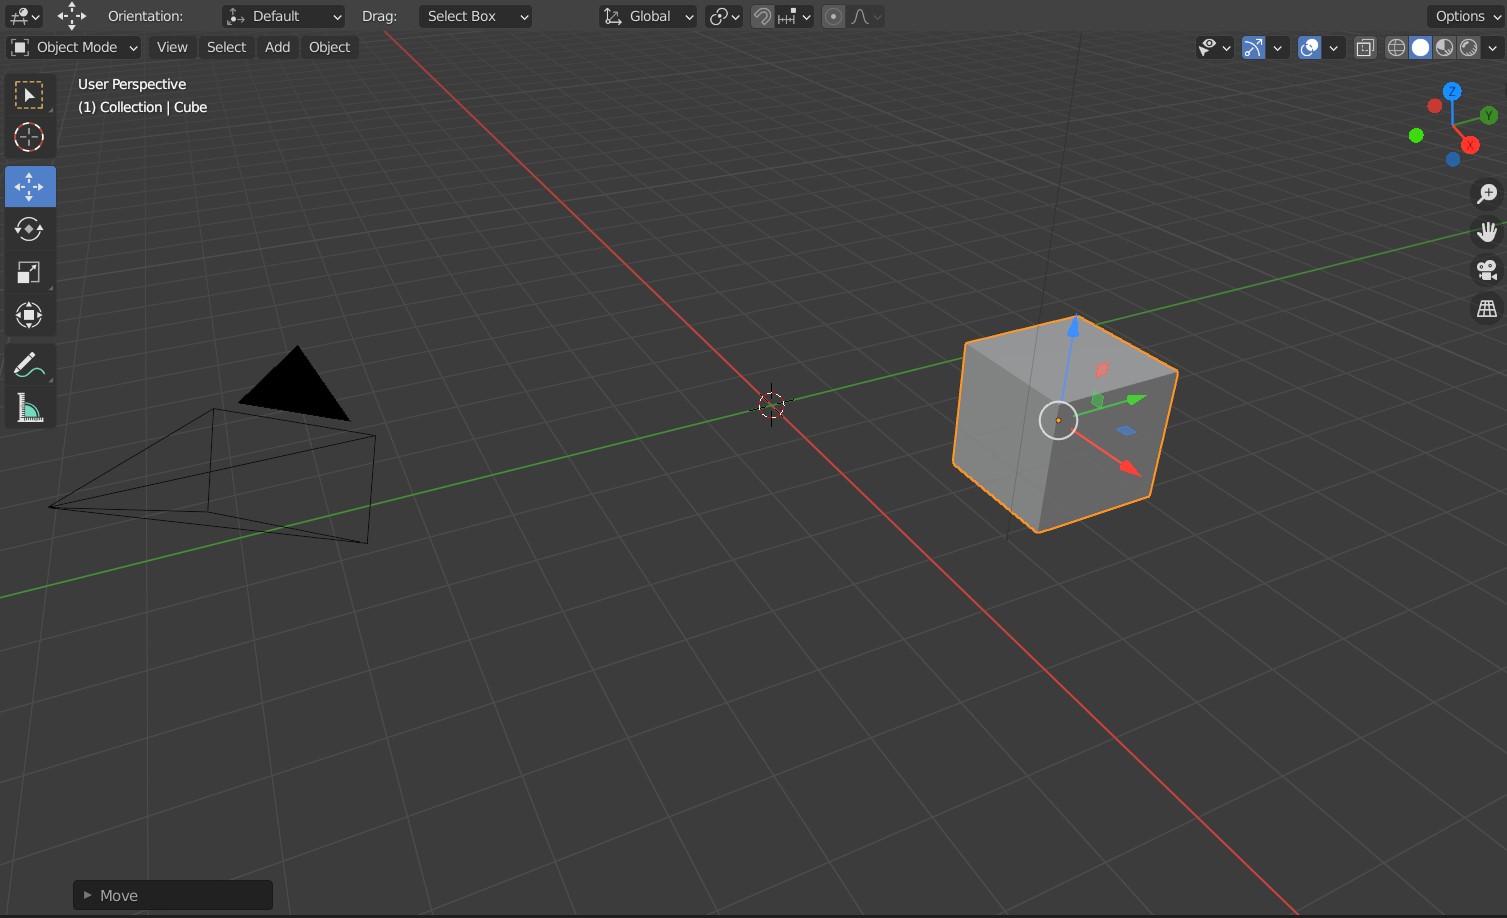 Orientation: Default Drag: Select Box Global Options
Object Mode View Select Add Object
User Perspective
(1) Collection | Cube
Z
Y
X
Move